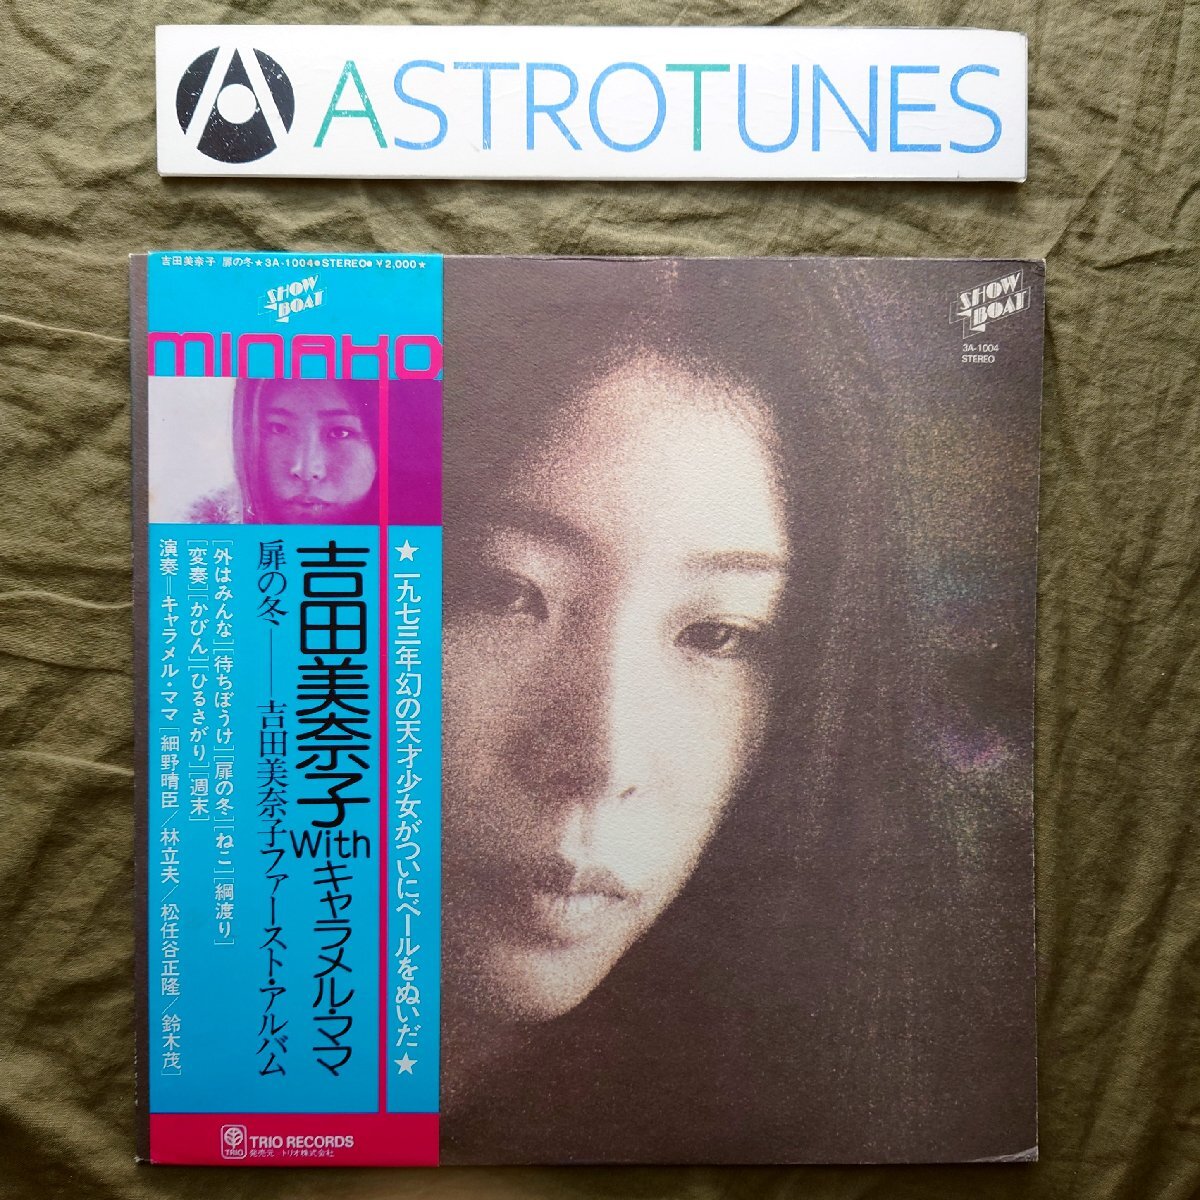 ASTROTUNES
吉田美奈子 扉の冬★3A-1004●STEREO●¥2,000★
SHOW
BOAT
minako
★一九七三年幻の天才少女がついにベールをぬいだ★
吉田美奈子Withキャラメル・ママ
扉の冬——吉田美奈子ファースト・アルバム
[外はみんな][待ちぼうけ][扉の冬][ねこ][綱渡り]
[変奏][かびん][ひるさがり][週末]
演奏=キャラメル・ママ[細野晴臣/林立夫/松任谷正隆/鈴木茂]
TRIO
TRIO RECORDS
発売元—トリオ株式会社
SHOW
BOAT
3A-1004
STEREO